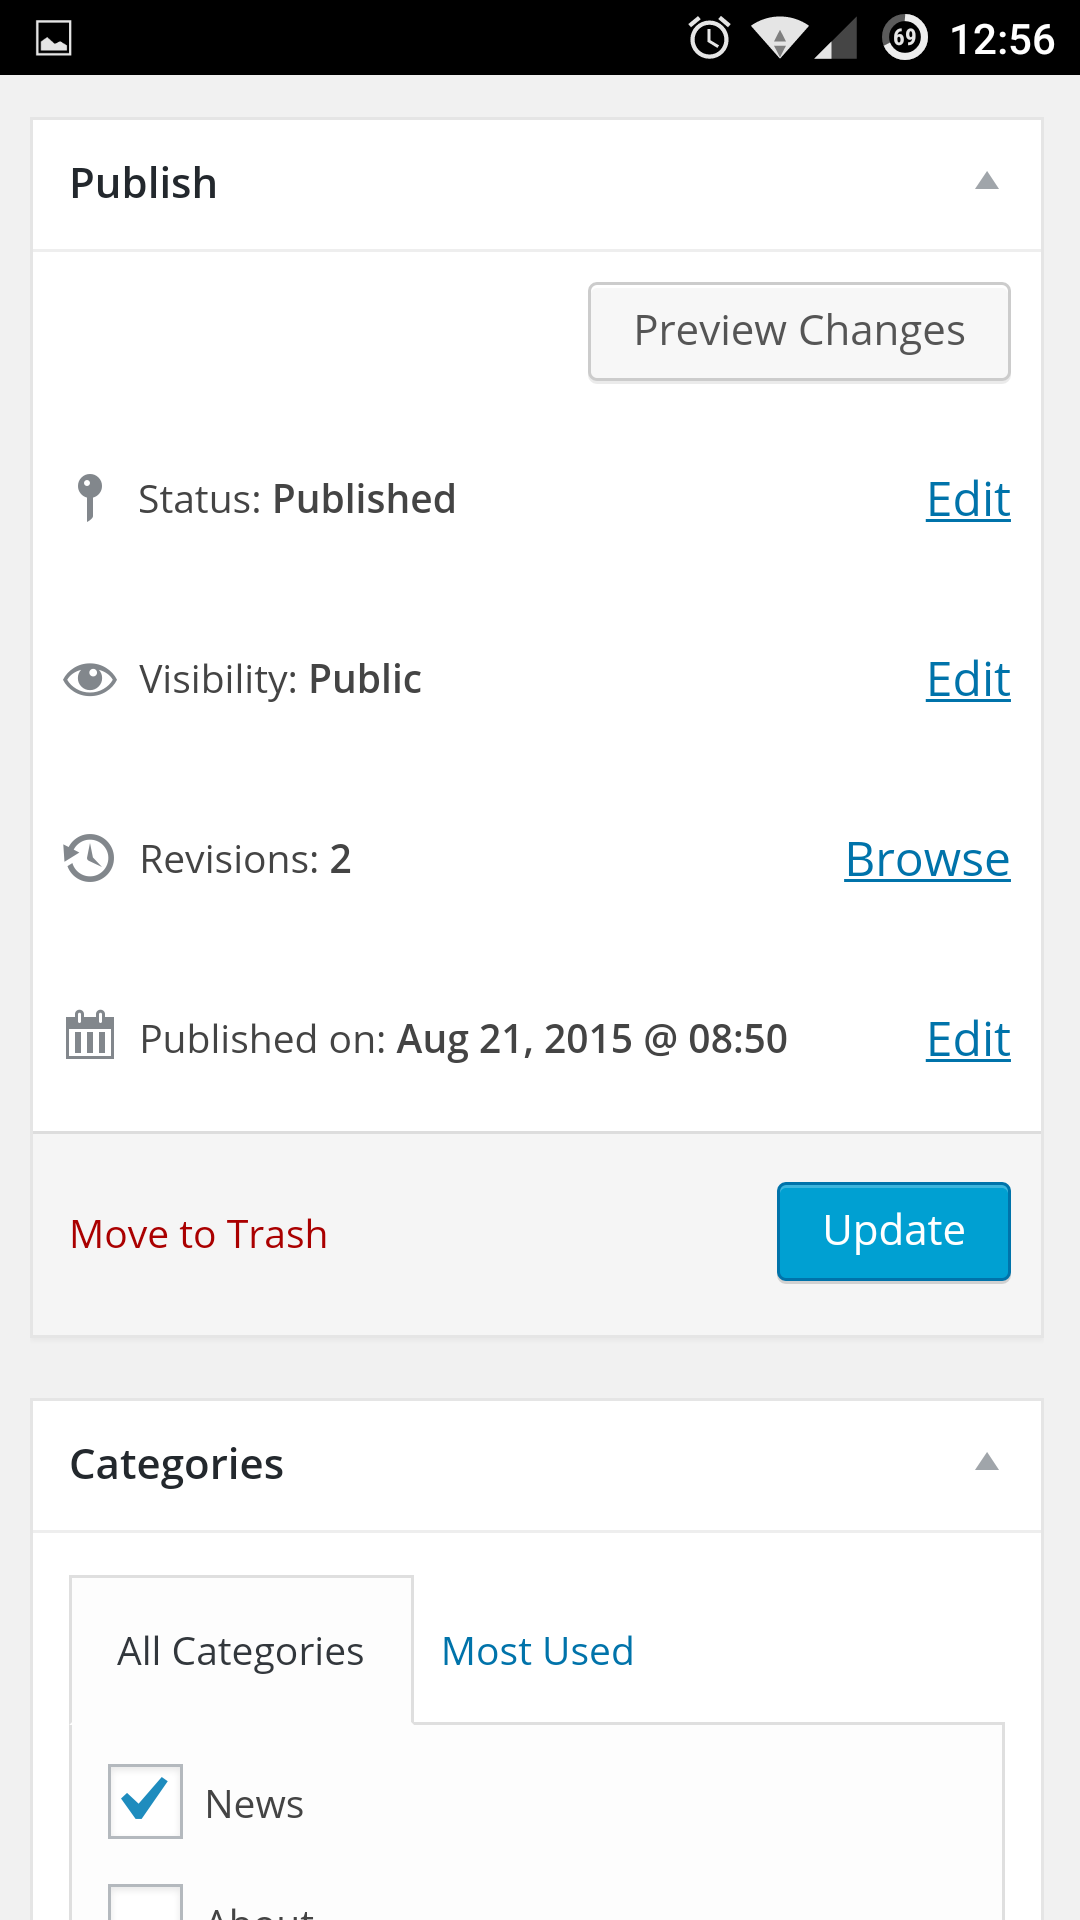 69 12:56
Publish
Preview Changes
Status: Published Edit
Visibility: Public Edit
Revisions: 2 Browse
Published on: Aug 21, 2015 @ 08:50 Edit
Move to Trash Update
Categories
All Categories Most Used
News
About